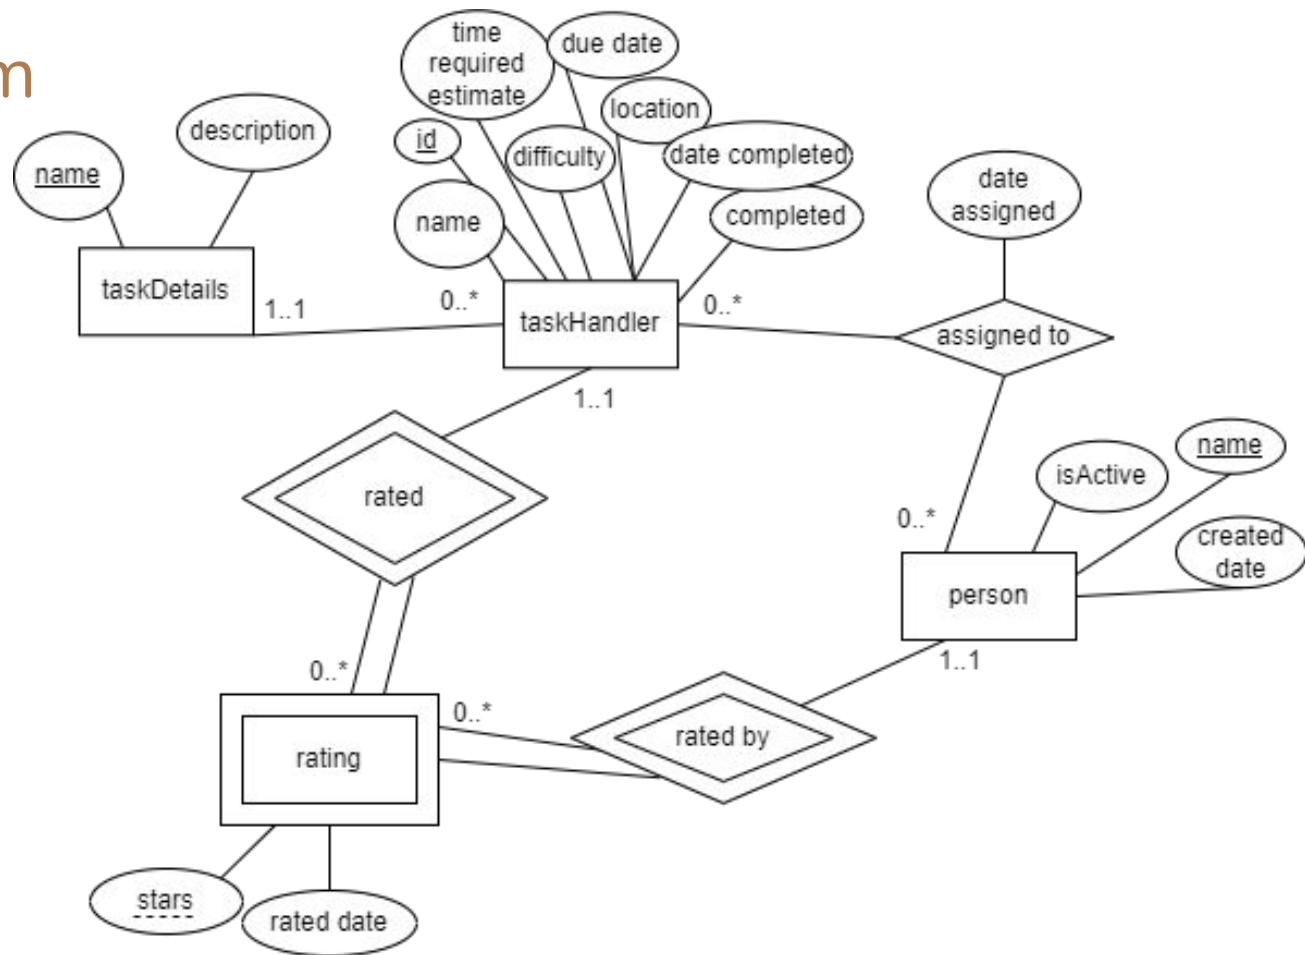 m
time
required
estimate
due date
location
description
id
difficulty
date completed
name
name
completed
date
assigned
taskDetails
1..1
0..*
taskHandler
0..*
assigned to
1..1
name
isActive
rated
0..*
created
date
person
0..*
1..1
0..*
rated by
rating
stars
rated date